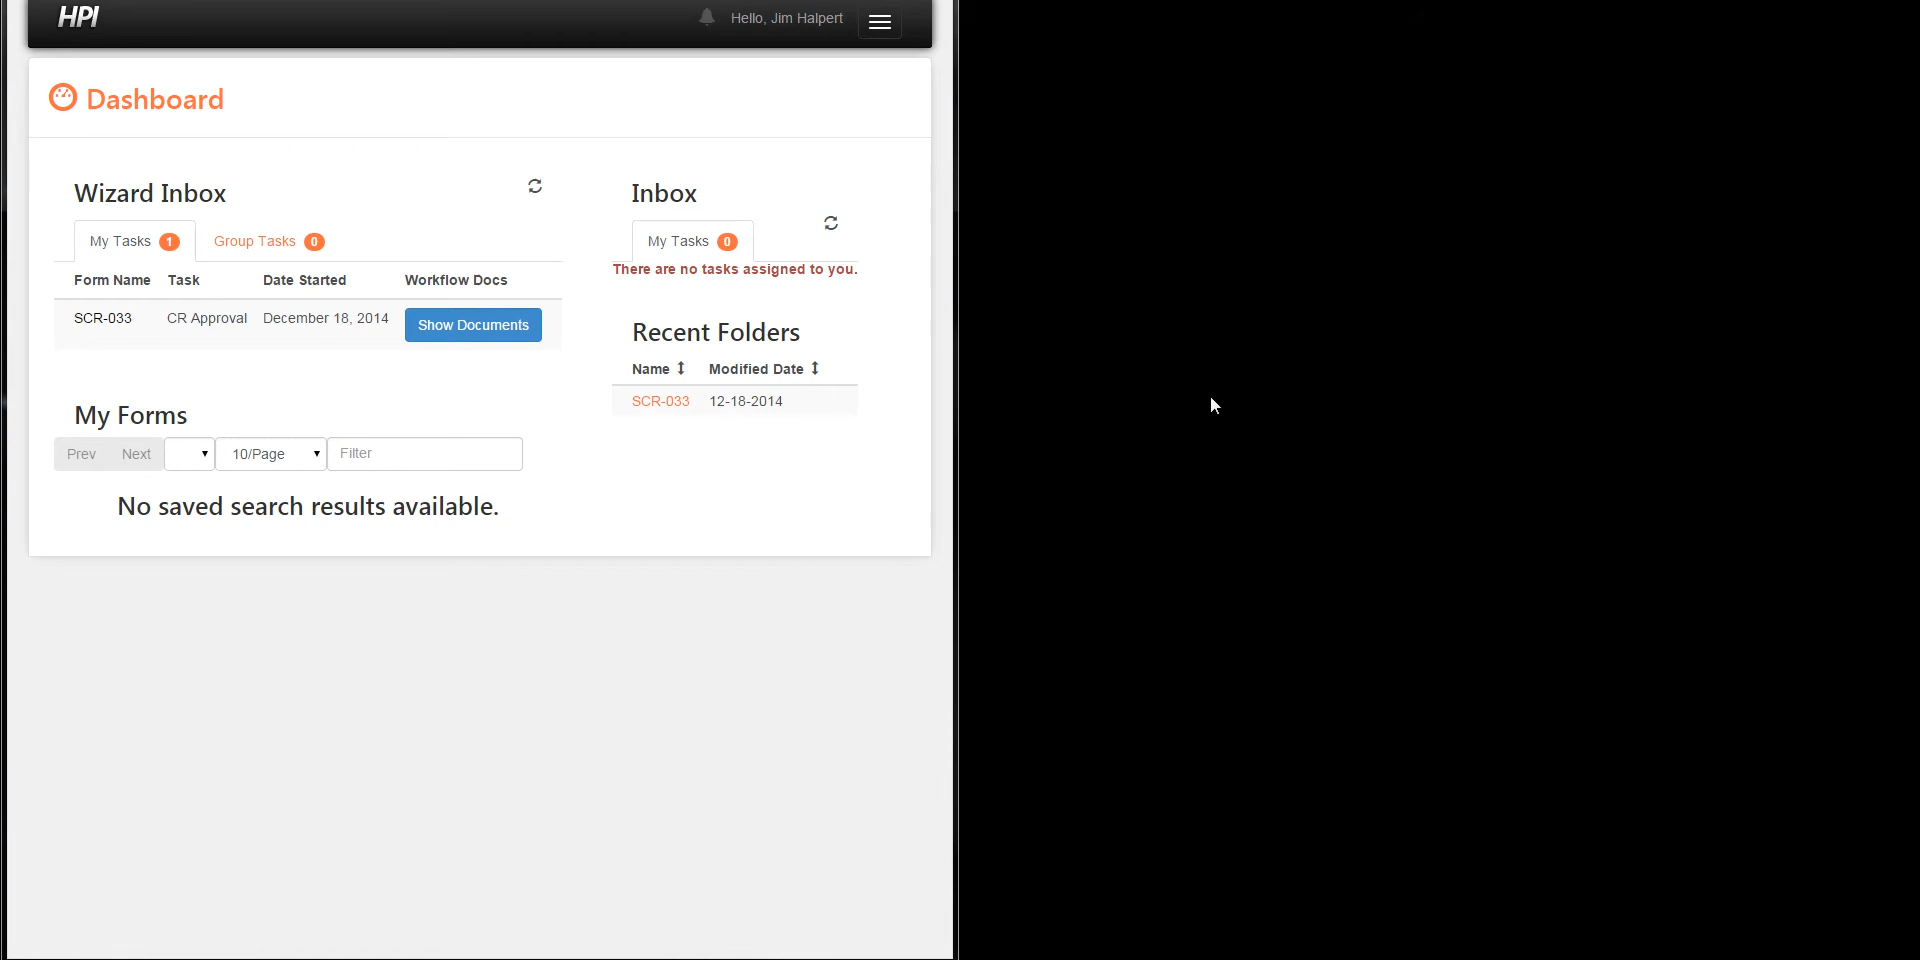 HPI
Hello, Jim Halpert
Dashboard
Wizard Inbox
My Tasks 1 Group Tasks 0
Form Name Task Date Started Workflow Docs
SCR-033 CR Approval December 18, 2014 Show Documents
My Forms
Prev Next 10/Page Filter
No saved search results available.
Inbox
My Tasks 0
There are no tasks assigned to you.
Recent Folders
Name Modified Date
SCR-033 12-18-2014